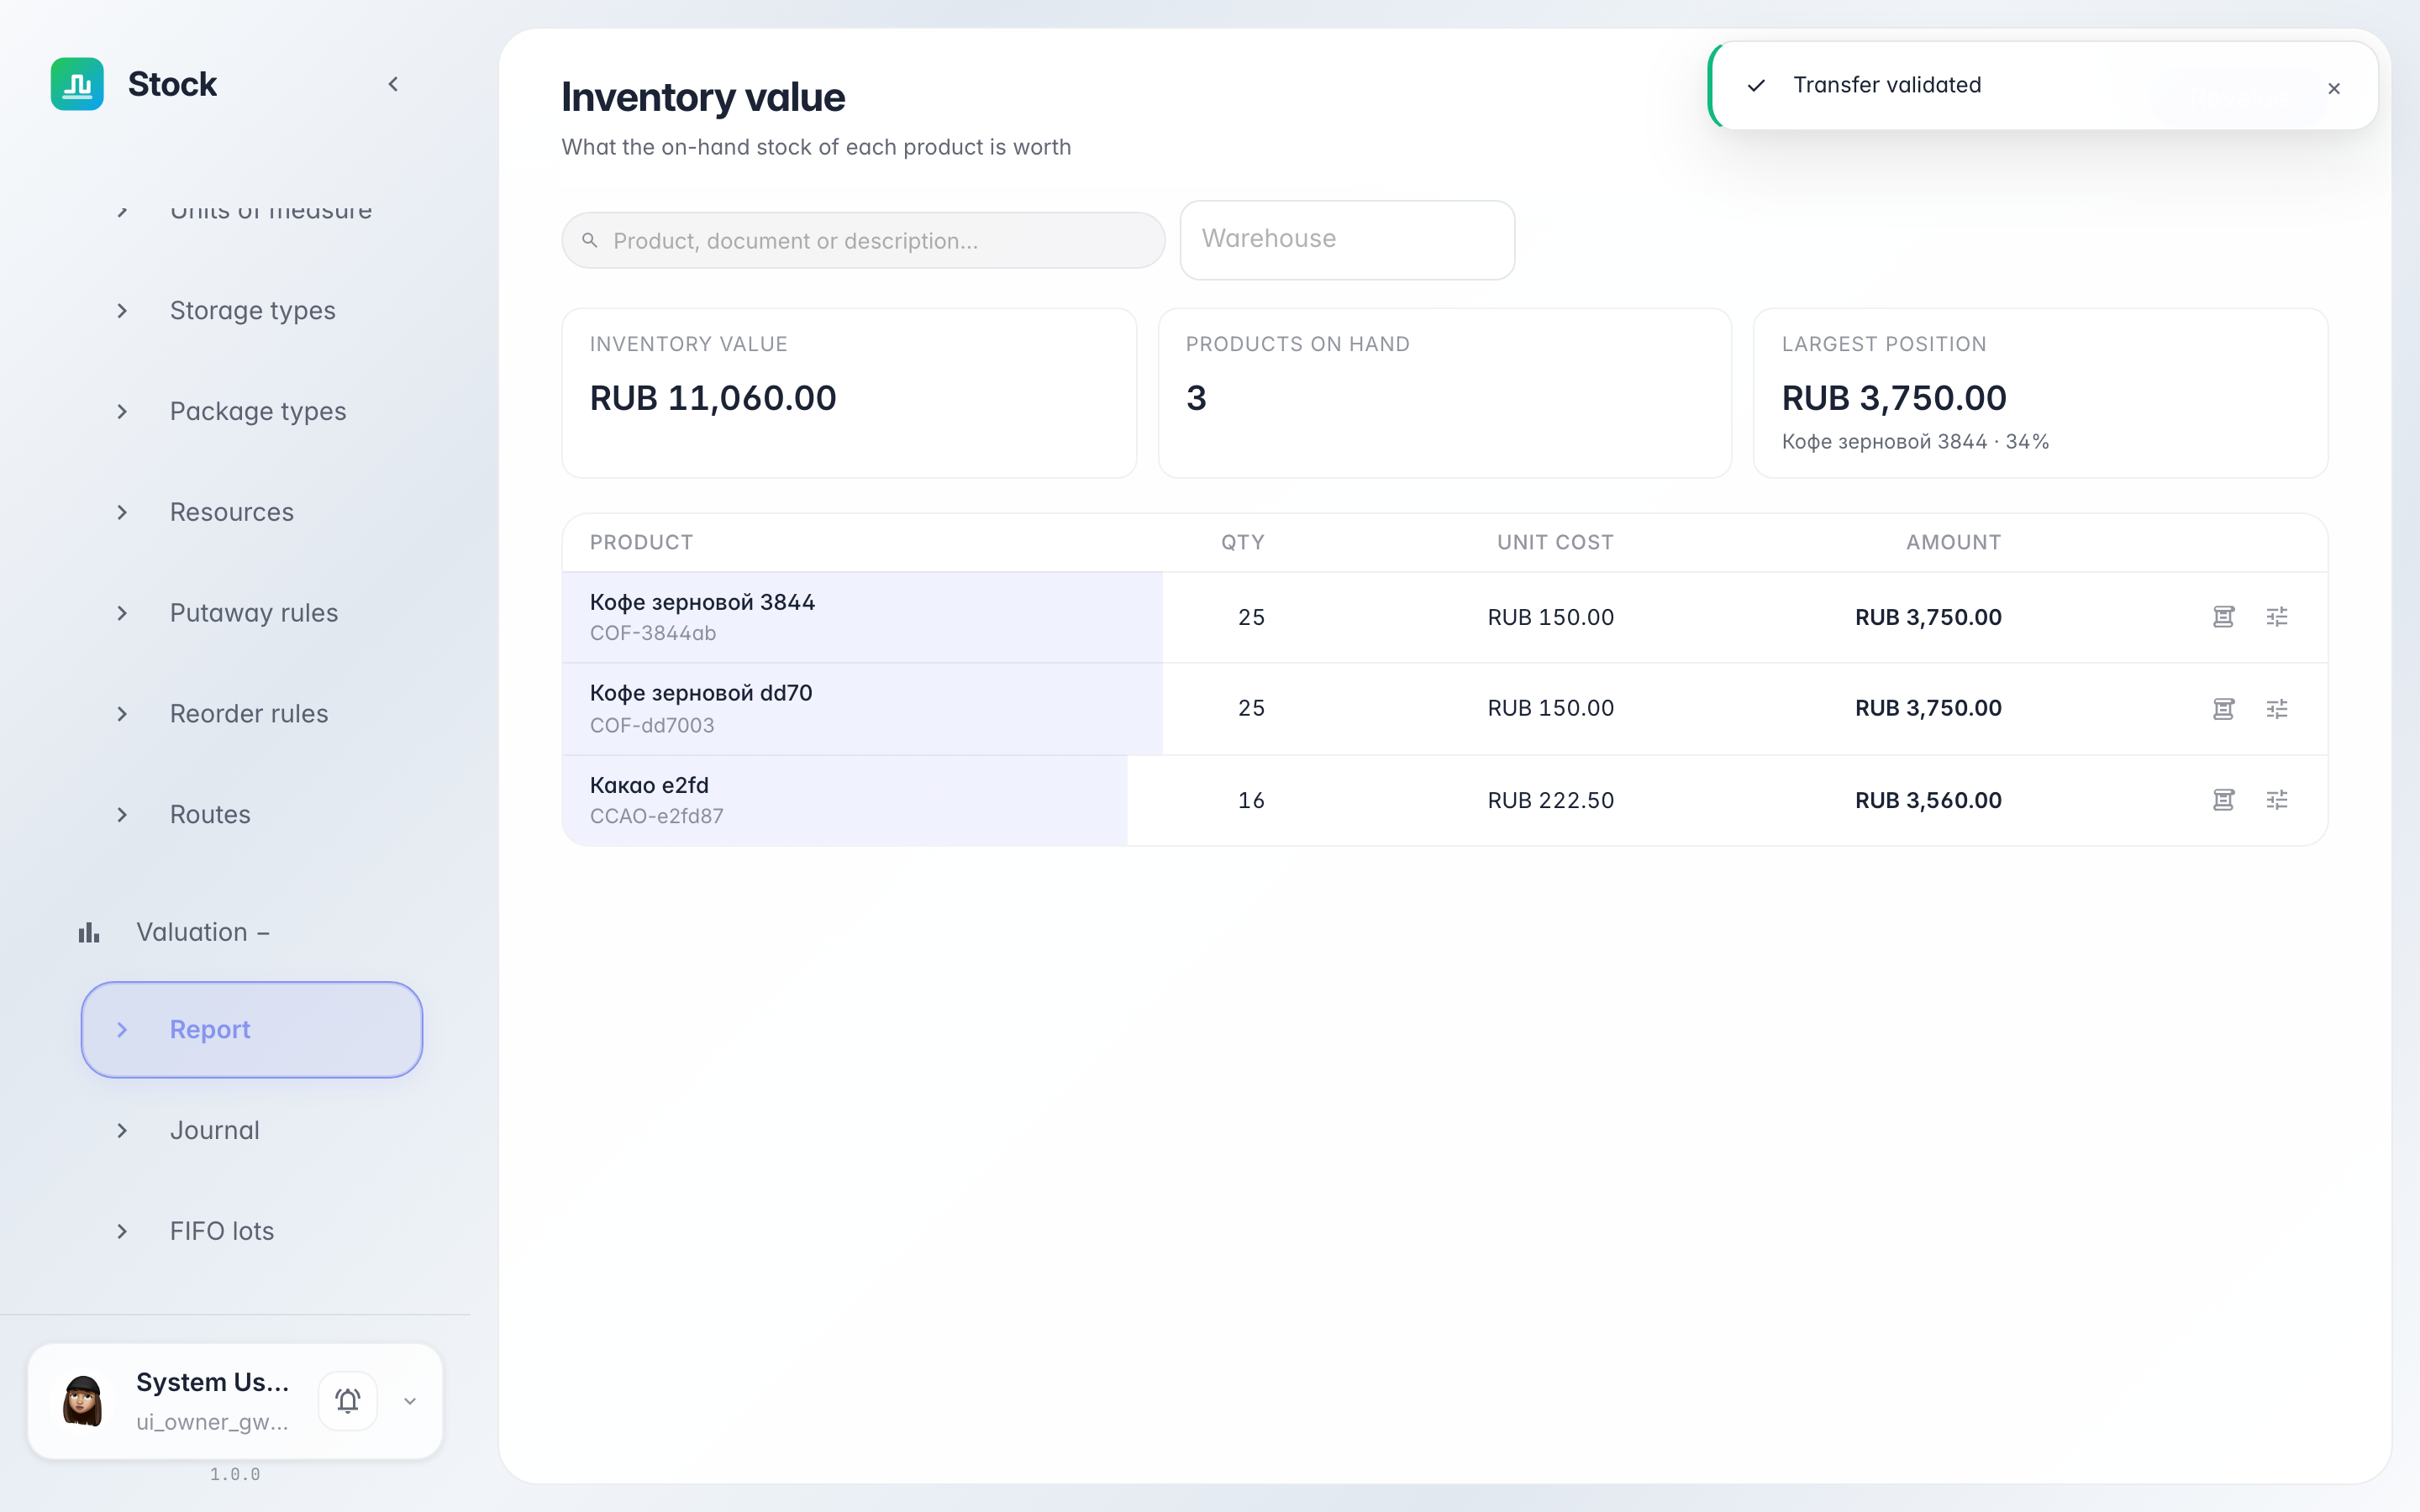 Stock
Units of measure
Storage types
Package types
Resources
Putaway rules
Reorder rules
Routes
Valuation –
Report
Journal
FIFO lots
System Us...
ui_owner_gw...
1.0.0
Inventory value
What the on-hand stock of each product is worth
Transfer validated
Product, document or description...
Warehouse
INVENTORY VALUE
RUB 11,060.00
PRODUCTS ON HAND
3
LARGEST POSITION
RUB 3,750.00
Кофе зерновой 3844 · 34%
PRODUCT QTY UNIT COST AMOUNT
Кофе зерновой 3844
COF-3844ab
25 RUB 150.00 RUB 3,750.00
Кофе зерновой dd70
COF-dd7003
25 RUB 150.00 RUB 3,750.00
Какао e2fd
CCAO-e2fd87
16 RUB 222.50 RUB 3,560.00